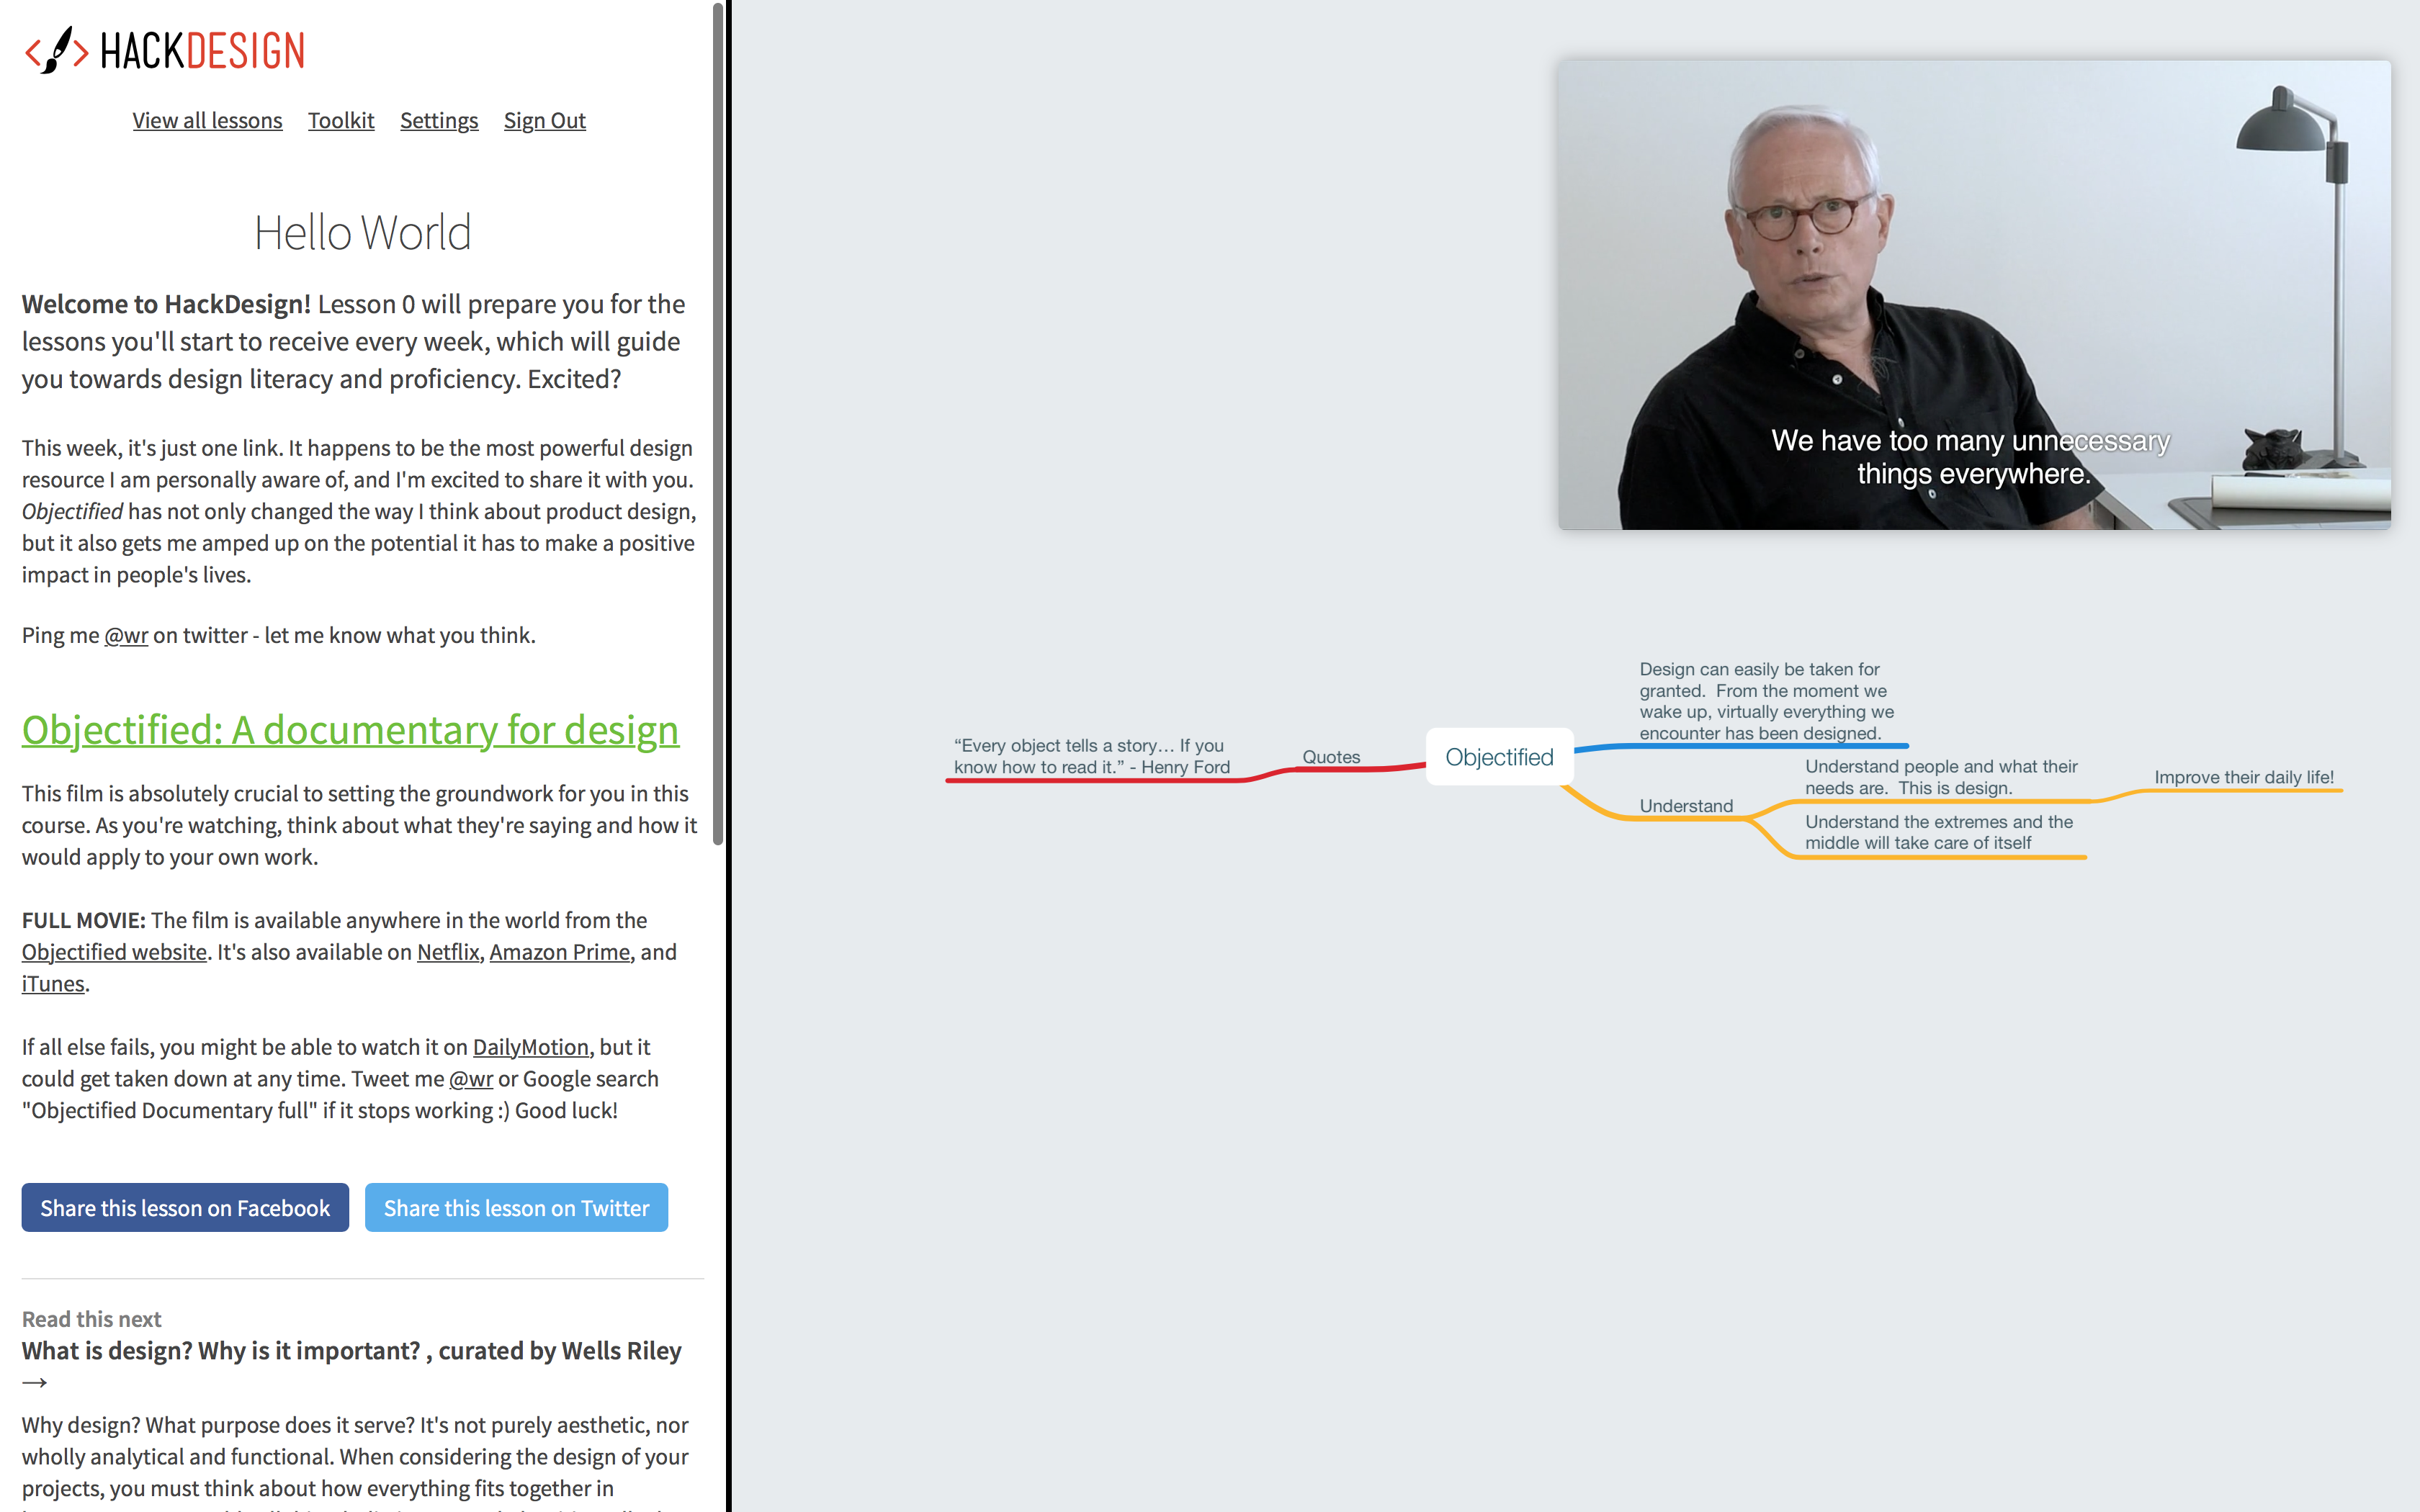 HACKDESIGN
View all lessons Toolkit Settings Sign Out
Hello World
Welcome to HackDesign! Lesson 0 will prepare you for the
lessons you'll start to receive every week, which will guide
you towards design literacy and proficiency. Excited?
This week, it's just one link. It happens to be the most powerful design
resource I am personally aware of, and I'm excited to share it with you.
Objectified has not only changed the way I think about product design,
but it also gets me amped up on the potential it has to make a positive
impact in people's lives.
Ping me @wr on twitter - let me know what you think.
Objectified: A documentary for design
This film is absolutely crucial to setting the groundwork for you in this
course. As you're watching, think about what they're saying and how it
would apply to your own work.
FULL MOVIE: The film is available anywhere in the world from the
Objectified website. It's also available on Netflix, Amazon Prime, and
iTunes.
If all else fails, you might be able to watch it on DailyMotion, but it
could get taken down at any time. Tweet me @wr or Google search
"Objectified Documentary full" if it stops working :) Good luck!
Share this lesson on Facebook Share this lesson on Twitter
Read this next
What is design? Why is it important? , curated by Wells Riley
→
Why design? What purpose does it serve? It's not purely aesthetic, nor
wholly analytical and functional. When considering the design of your
projects, you must think about how everything fits together in
We have too many unnecessary
things everywhere.
“Every object tells a story… If you
know how to read it.” - Henry Ford
Quotes
Objectified
Design can easily be taken for
granted. From the moment we
wake up, virtually everything we
encounter has been designed.
Understand
Understand people and what their
needs are. This is design.
Improve their daily life!
Understand the extremes and the
middle will take care of itself